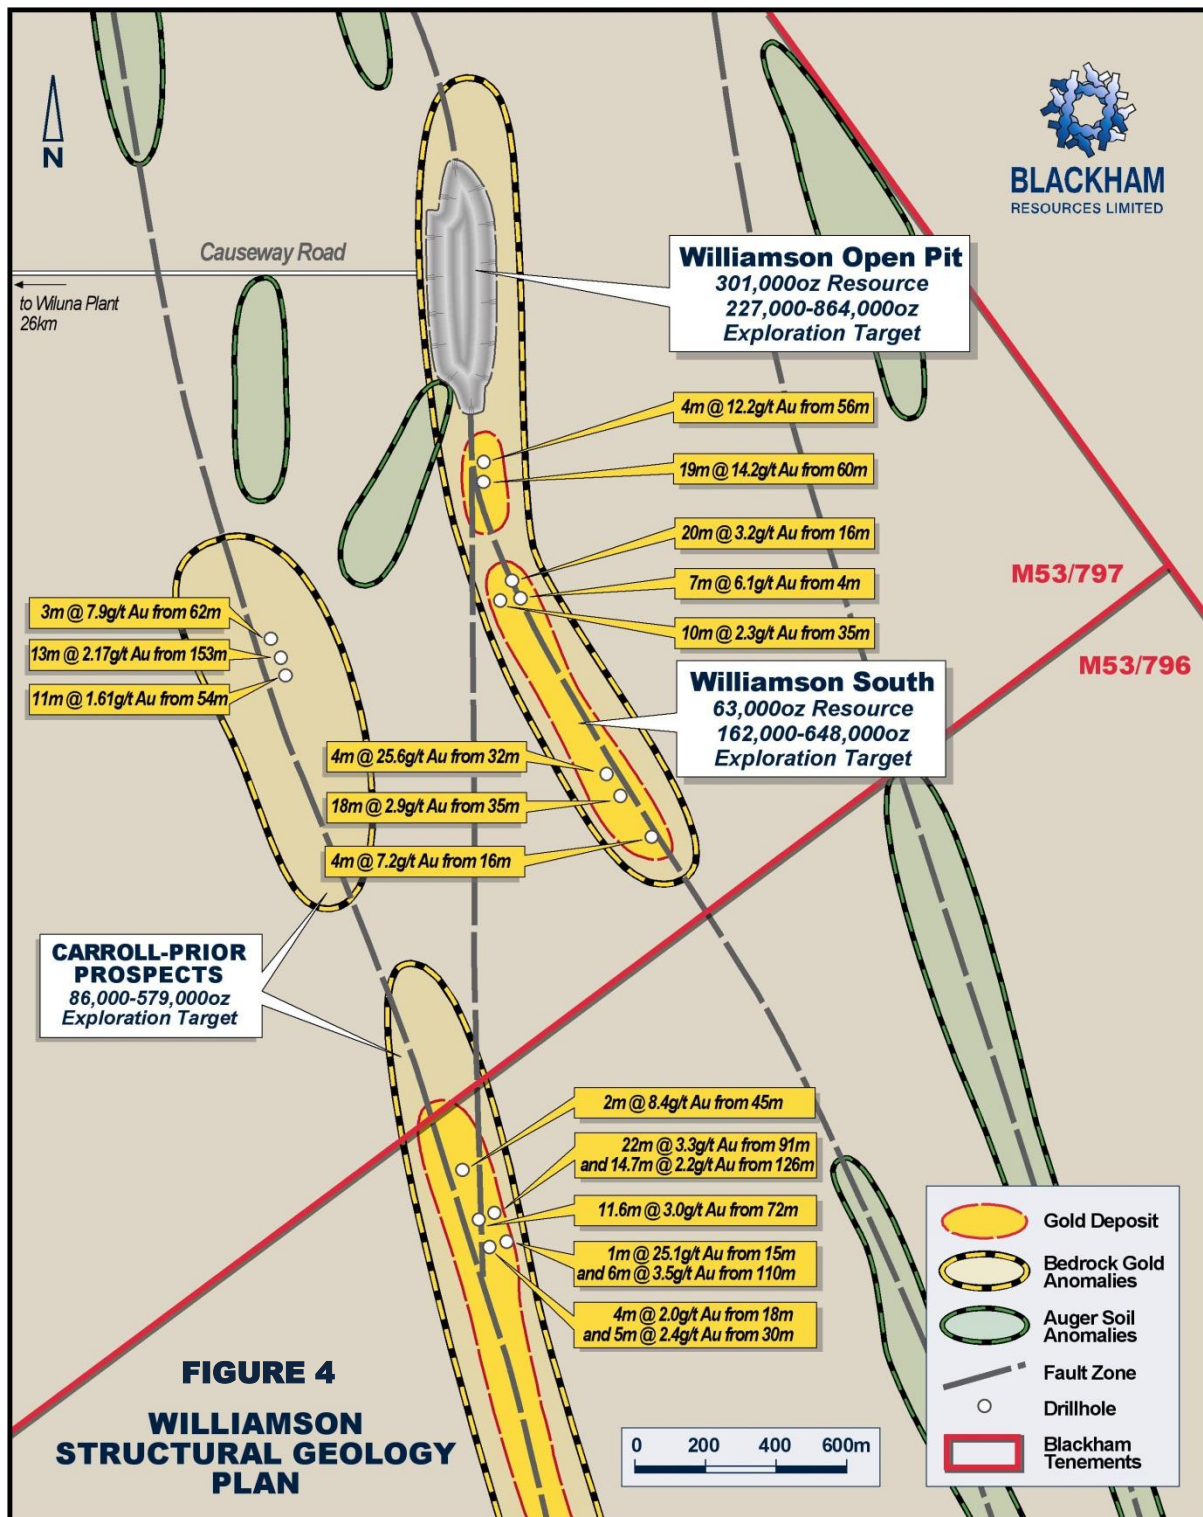 N
BLACKHAM
RESOURCES LIMITED
Causeway Road
to Wiluna Plant
26km
Williamson Open Pit
301,000oz Resource
227,000-864,000oz
Exploration Target
4m @ 12.2g/t Au from 56m
19m @ 14.2g/t Au from 60m
20m @ 3.2g/t Au from 16m
7m @ 6.1g/t Au from 4m
10m @ 2.3g/t Au from 35m
M53/797
M53/796
3m @ 7.9g/t Au from 62m
13m @ 2.17g/t Au from 153m
11m @ 1.61g/t Au from 54m
Williamson South
63,000oz Resource
162,000-648,000oz
Exploration Target
4m @ 25.6g/t Au from 32m
18m @ 2.9g/t Au from 35m
4m @ 7.2g/t Au from 16m
CARROLL-PRIOR
PROSPECTS
86,000-579,000oz
Exploration Target
2m @ 8.4g/t Au from 45m
22m @ 3.3g/t Au from 91m
and 14.7m @ 2.2g/t Au from 126m
11.6m @ 3.0g/t Au from 72m
1m @ 25.1g/t Au from 15m
and 6m @ 3.5g/t Au from 110m
4m @ 2.0g/t Au from 18m
and 5m @ 2.4g/t Au from 30m
FIGURE 4
WILLIAMSON
STRUCTURAL GEOLOGY
PLAN
0 200 400 600m
Gold Deposit
Bedrock Gold
Anomalies
Auger Soil
Anomalies
Fault Zone
Drillhole
Blackham
Tenements